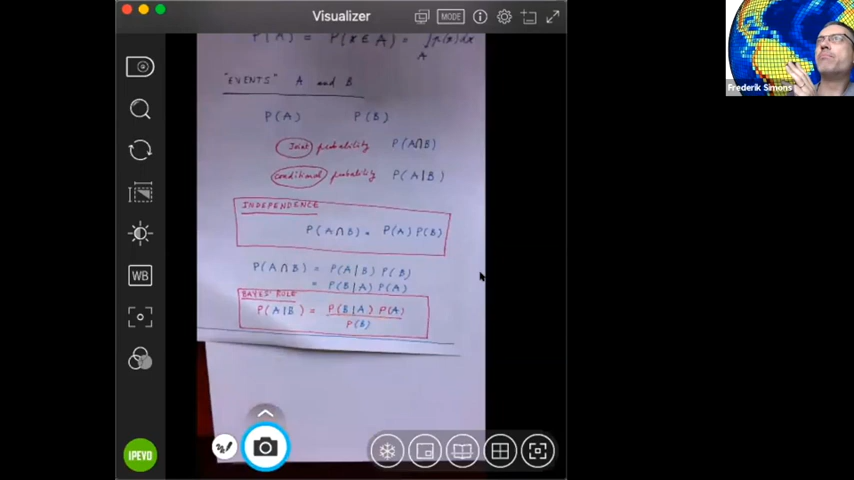 Visualizer
MODE
Frederik Simons
P(A) = P(x∈A) = ∫p(x)dx
A
"EVENTS" A and B
P(A) P(B)
Joint probability P(A∩B)
conditional probability P(A|B)
INDEPENDENCE
P(A∩B) = P(A) P(B)
P(A∩B) = P(A|B) P(B)
= P(B|A) P(A)
BAYES' RULE
P(A|B) = P(B|A) P(A)
P(B)
WB
IPEVO